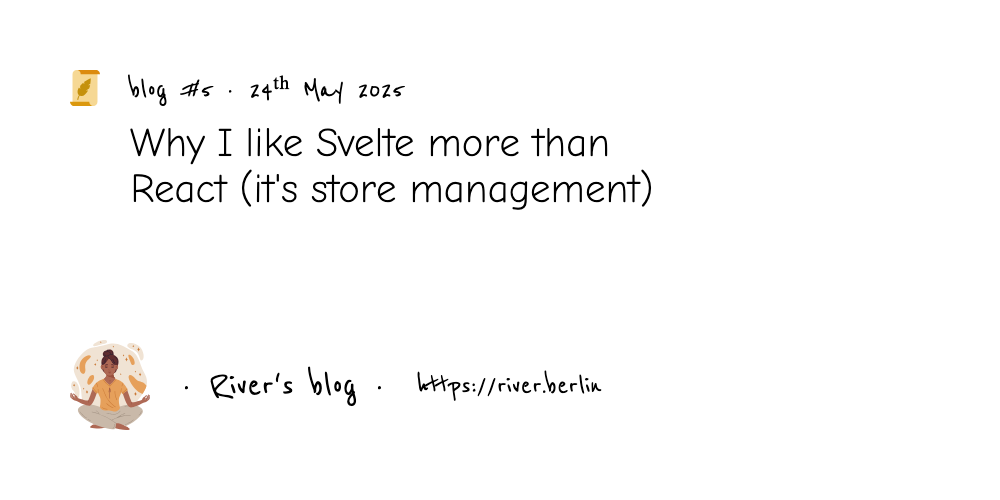 blog #5 · 24th May 2025
Why I like Svelte more than
React (it's store management)
· River's blog · https://river.berlin